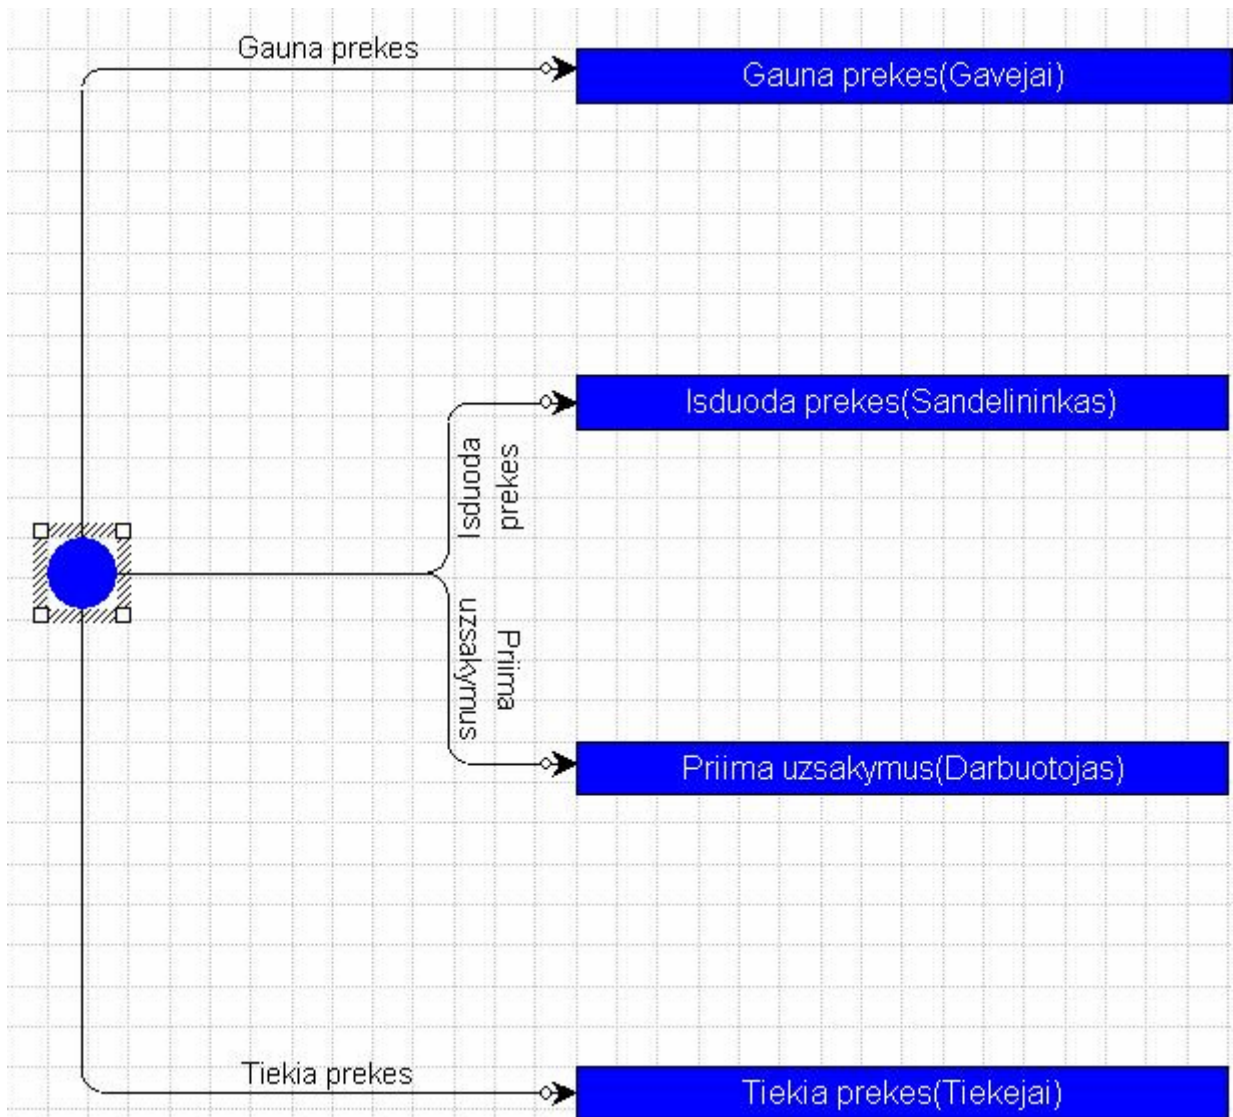 Gauna prekes
Gauna prekes(Gavejai)
Isduoda prekes(Sandelininkas)
Isduoda
prekes
Priima
uzsakymus
Priima uzsakymus(Darbuotojas)
Tiekia prekes
Tiekia prekes(Tiekejai)